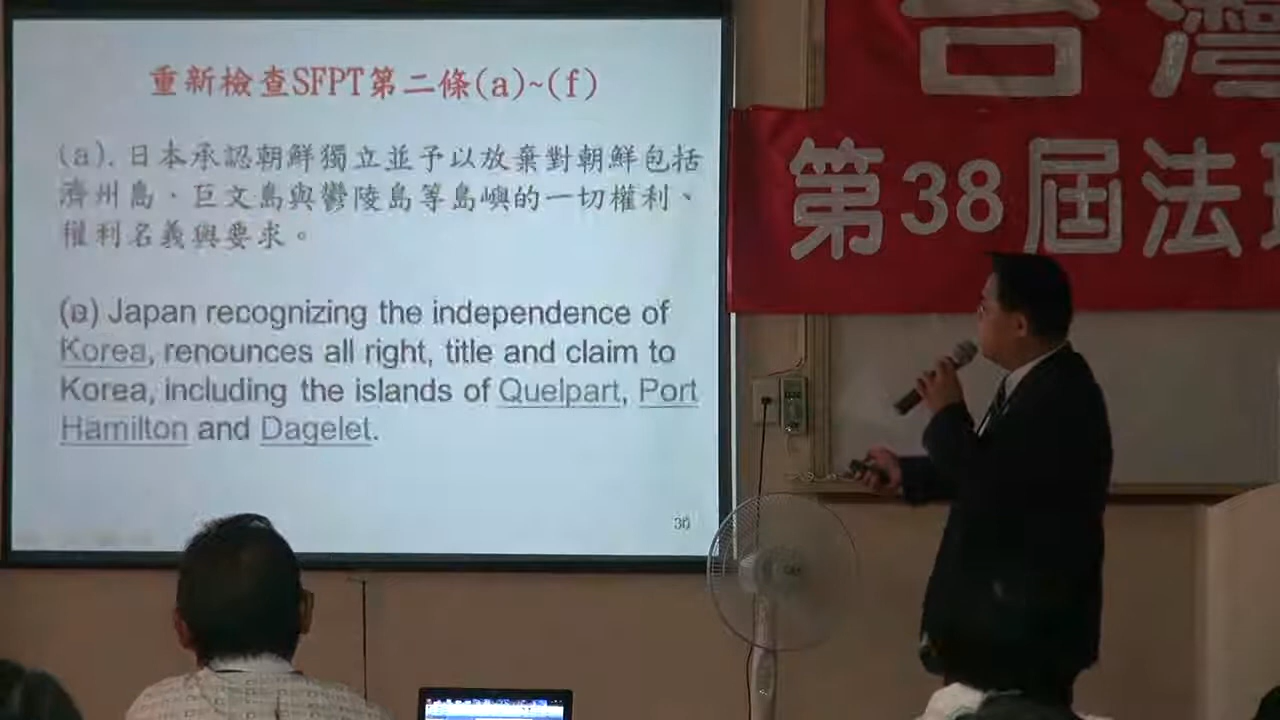 重新檢查SFPT第二條(a)~(f)
(a).日本承認朝鮮獨立並予以放棄對朝鮮包括
濟州島、巨文島與鬱陵島等島嶼的一切權利、
權利名義與要求。
(a) Japan recognizing the independence of
Korea, renounces all right, title and claim to
Korea, including the islands of Quelpart, Port
Hamilton and Dagelet.
30
台灣
第38屆法